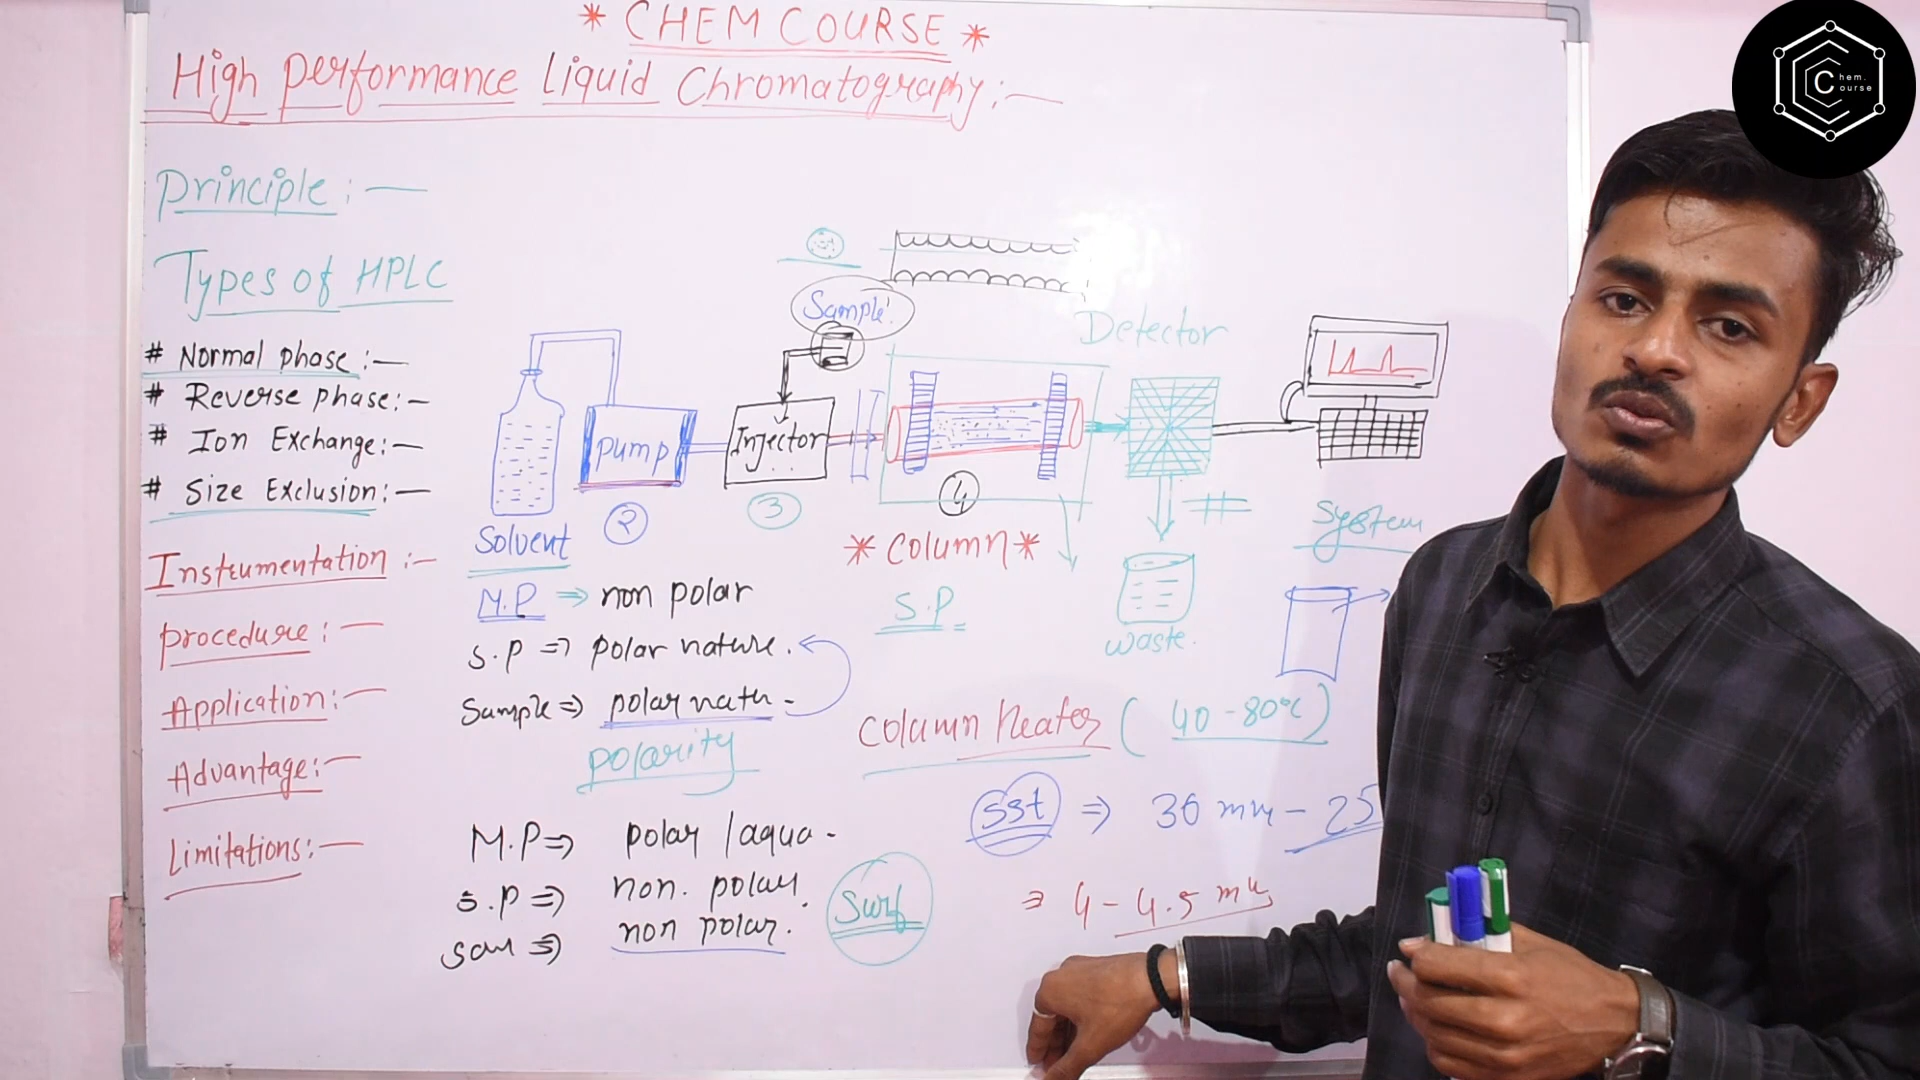 * CHEM COURSE *
High Performance Liquid Chromatography:—
Chem.
Course
Principle:—
Types of HPLC
# Normal phase:—
# Reverse phase:—
# Ion Exchange:—
# Size Exclusion:—
Instrumentation:—
Procedure:—
Application:—
Advantage:—
Limitations:—
Sample
Detector
Pump
Injector
2
3
4
Solvent
* Column *
System
S.P
waste.
M.P ⇒ non polar
S.P ⇒ polar nature.
Sample ⇒ polar natu -
polarity
Column Heater ( 40 - 80°C )
SSt ⇒ 30 mm - 25
⇒ 4 - 4.5 m
M.P ⇒ polar / aqua -
S.P ⇒ non. polar.
Sam ⇒ non polar.
Surf